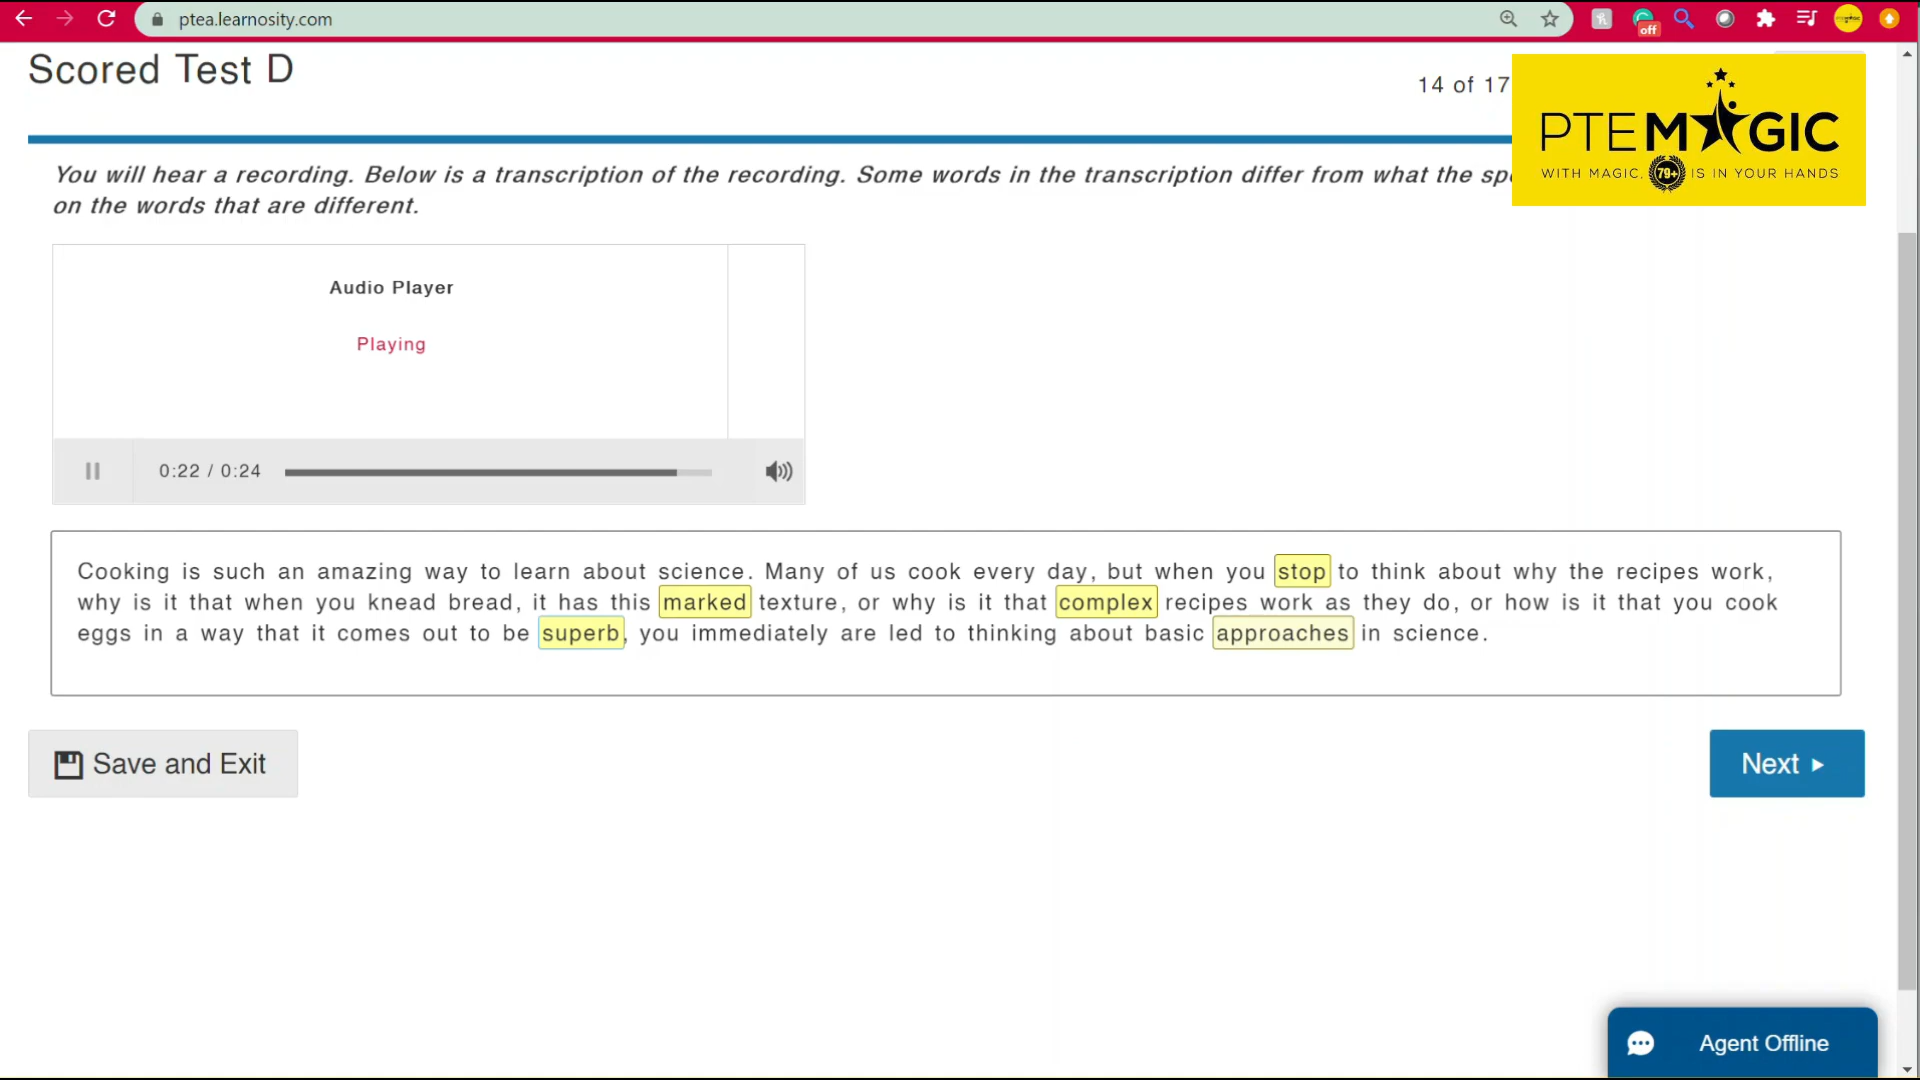 ptea.learnosity.com
off
Scored Test D
14 of 17
PTEMAGIC
WITH MAGIC, 79+ IS IN YOUR HANDS
You will hear a recording. Below is a transcription of the recording. Some words in the transcription differ from what the
on the words that are different.
Audio Player
Playing
0:22 / 0:24
Cooking is such an amazing way to learn about science. Many of us cook every day, but when you stop to think about why the recipes work,
why is it that when you knead bread, it has this marked texture, or why is it that complex recipes work as they do, or how is it that you cook
eggs in a way that it comes out to be superb, you immediately are led to thinking about basic approaches in science.
Save and Exit
Next
Agent Offline